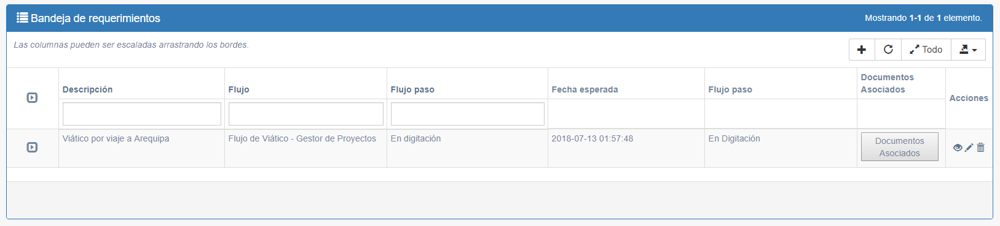 Bandeja de requerimientos
Mostrando 1-1 de 1 elemento.
Las columnas pueden ser escaladas arrastrando los bordes.
Todo
Descripción
Flujo
Flujo paso
Fecha esperada
Flujo paso
Documentos
Asociados
Acciones
Viático por viaje a Arequipa
Flujo de Viático - Gestor de Proyectos
En digitación
2018-07-13 01:57:48
En Digitación
Documentos
Asociados